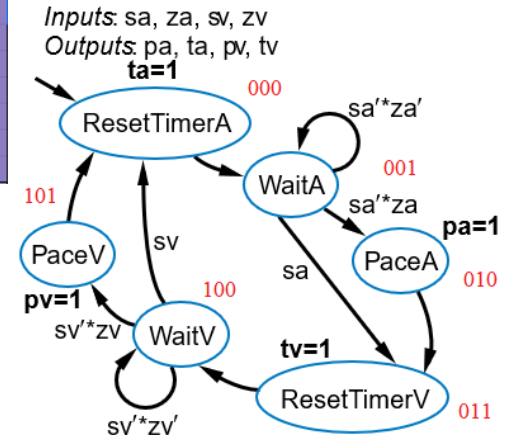 Inputs: sa, za, sv, zv
Outputs: pa, ta, pv, tv
ta=1
000
ResetTimerA
sa′*za′
WaitA
001
101
sa′*za
pa=1
sv
PaceV
PaceA
sa
010
pv=1
100
sv′*zv
WaitV
tv=1
ResetTimerV
011
sv′*zv′